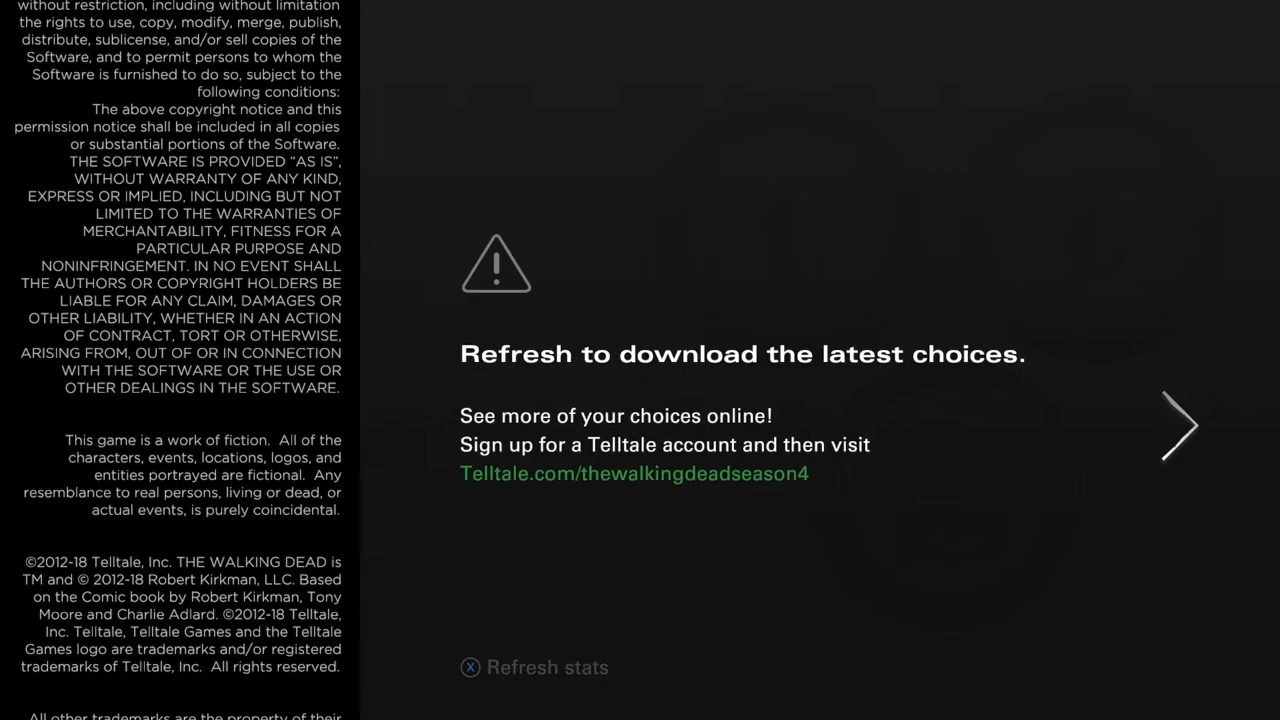 without restriction, including without limitation
the rights to use, copy, modify, merge, publish,
distribute, sublicense, and/or sell copies of the
Software, and to permit persons to whom the
Software is furnished to do so, subject to the
following conditions:
The above copyright notice and this
permission notice shall be included in all copies
or substantial portions of the Software.
THE SOFTWARE IS PROVIDED “AS IS”,
WITHOUT WARRANTY OF ANY KIND,
EXPRESS OR IMPLIED, INCLUDING BUT NOT
LIMITED TO THE WARRANTIES OF
MERCHANTABILITY, FITNESS FOR A
PARTICULAR PURPOSE AND
NONINFRINGEMENT. IN NO EVENT SHALL
THE AUTHORS OR COPYRIGHT HOLDERS BE
LIABLE FOR ANY CLAIM, DAMAGES OR
OTHER LIABILITY, WHETHER IN AN ACTION
OF CONTRACT, TORT OR OTHERWISE,
ARISING FROM, OUT OF OR IN CONNECTION
WITH THE SOFTWARE OR THE USE OR
OTHER DEALINGS IN THE SOFTWARE.
This game is a work of fiction. All of the
characters, events, locations, logos, and
entities portrayed are fictional. Any
resemblance to real persons, living or dead, or
actual events, is purely coincidental.
©2012-18 Telltale, Inc. THE WALKING DEAD is
TM and © 2012-18 Robert Kirkman, LLC. Based
on the Comic book by Robert Kirkman, Tony
Moore and Charlie Adlard. ©2012-18 Telltale,
Inc. Telltale, Telltale Games and the Telltale
Games logo are trademarks and/or registered
trademarks of Telltale, Inc. All rights reserved.
All other trademarks are the property of their
Refresh to download the latest choices.
See more of your choices online!
Sign up for a Telltale account and then visit
Telltale.com/thewalkingdeadseason4
X Refresh stats